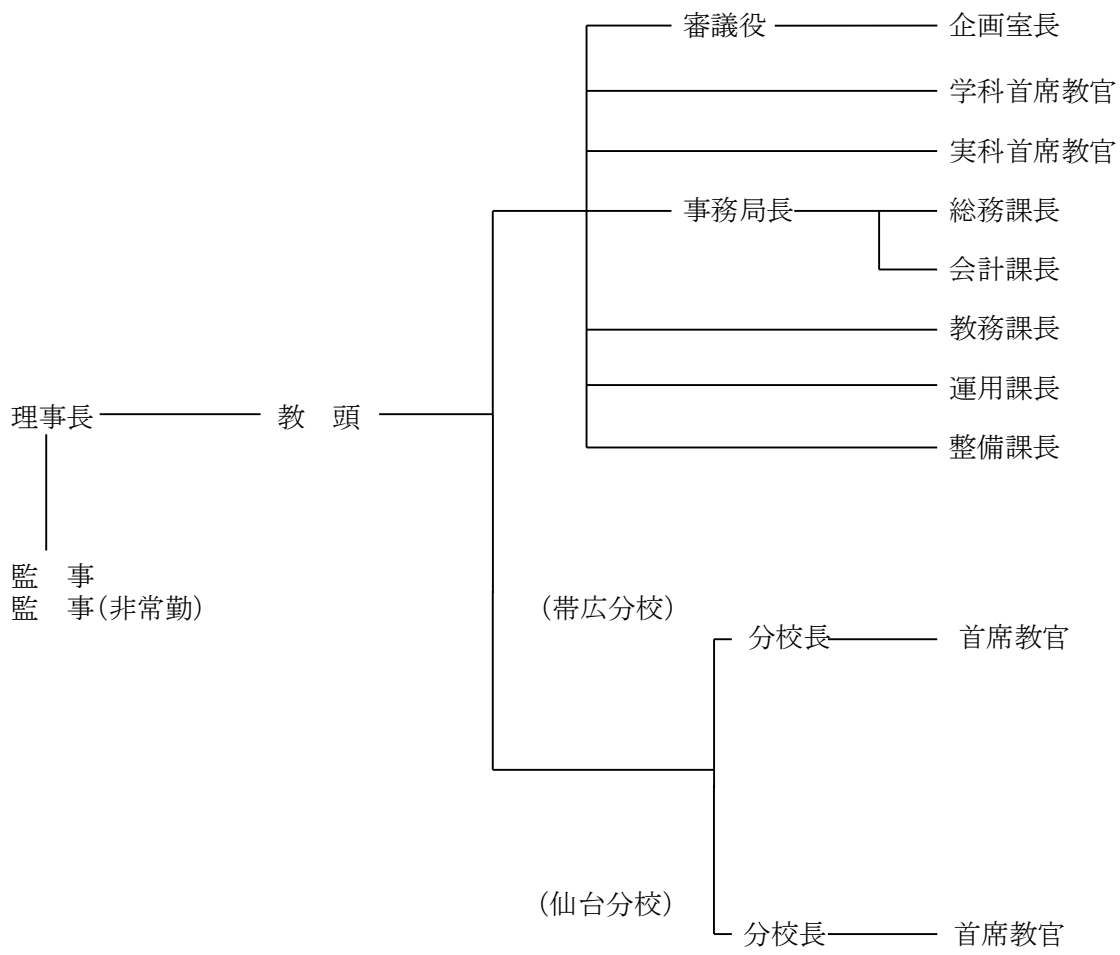 審議役 企画室長
学科首席教官
実科首席教官
事務局長 総務課長
会計課長
教務課長
運用課長
理事長 教　頭
整備課長
監　事
監　事(非常勤)
(帯広分校)
分校長 首席教官
(仙台分校)
分校長 首席教官